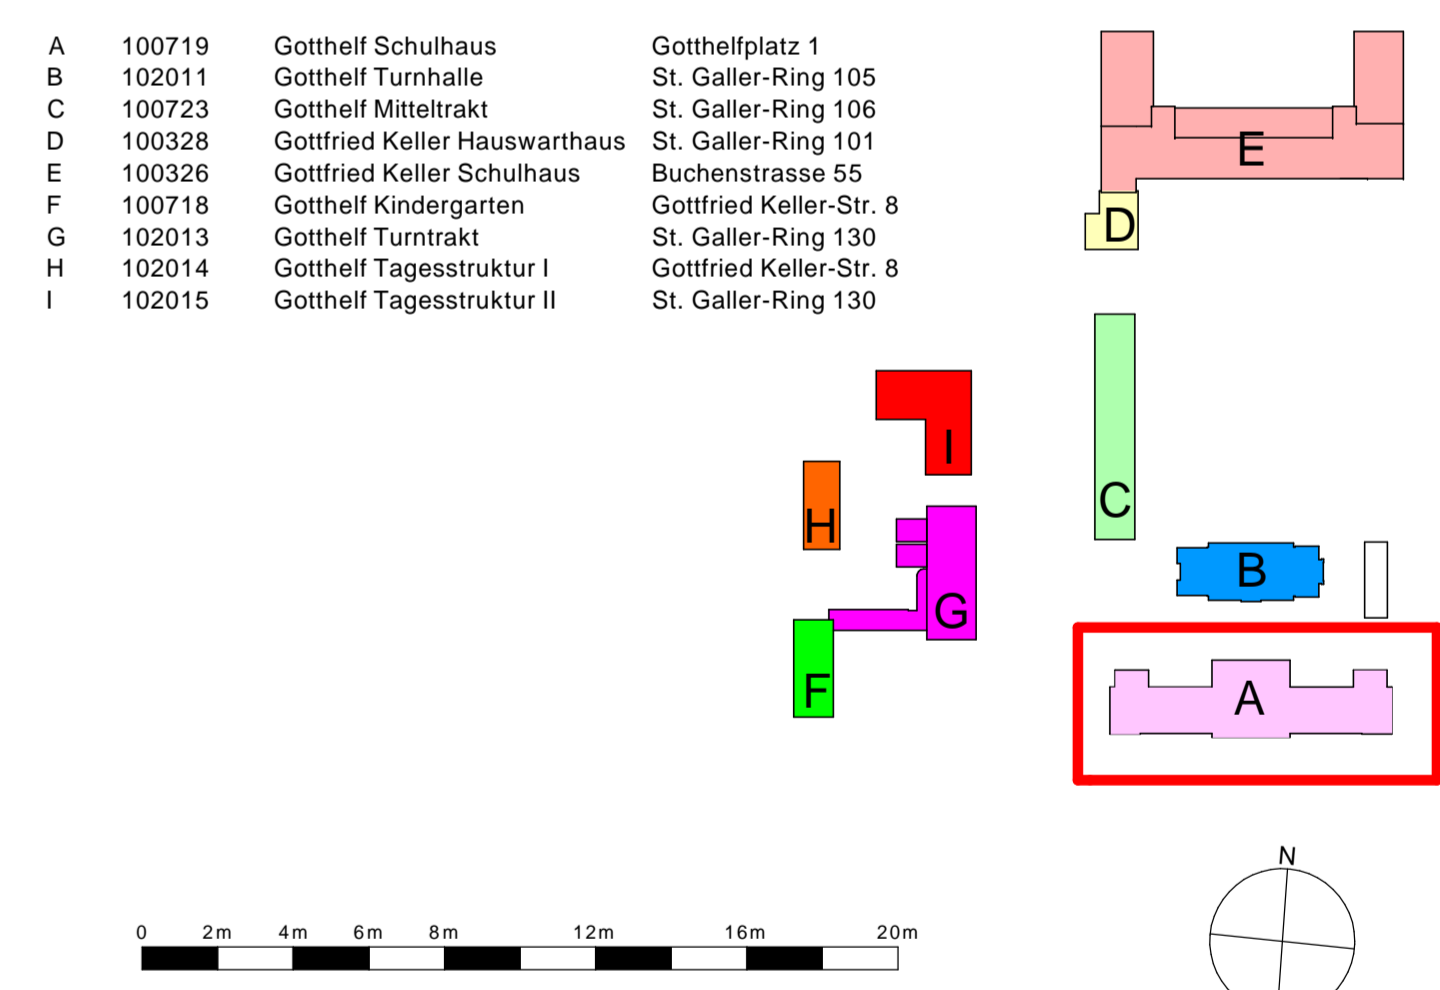 A 100719 Gotthelf Schulhaus Gotthelfplatz 1
B 102011 Gotthelf Turnhalle St. Galler-Ring 105
C 100723 Gotthelf Mitteltrakt St. Galler-Ring 106
D 100328 Gottfried Keller Hauswarthaus St. Galler-Ring 101
E 100326 Gottfried Keller Schulhaus Buchenstrasse 55
F 100718 Gotthelf Kindergarten Gottfried Keller-Str. 8
G 102013 Gotthelf Turntrakt St. Galler-Ring 130
H 102014 Gotthelf Tagesstruktur I Gottfried Keller-Str. 8
I 102015 Gotthelf Tagesstruktur II St. Galler-Ring 130
E
D
I
C
H
B
G
F
A
N
0 2m 4m 6m 8m 12m 16m 20m